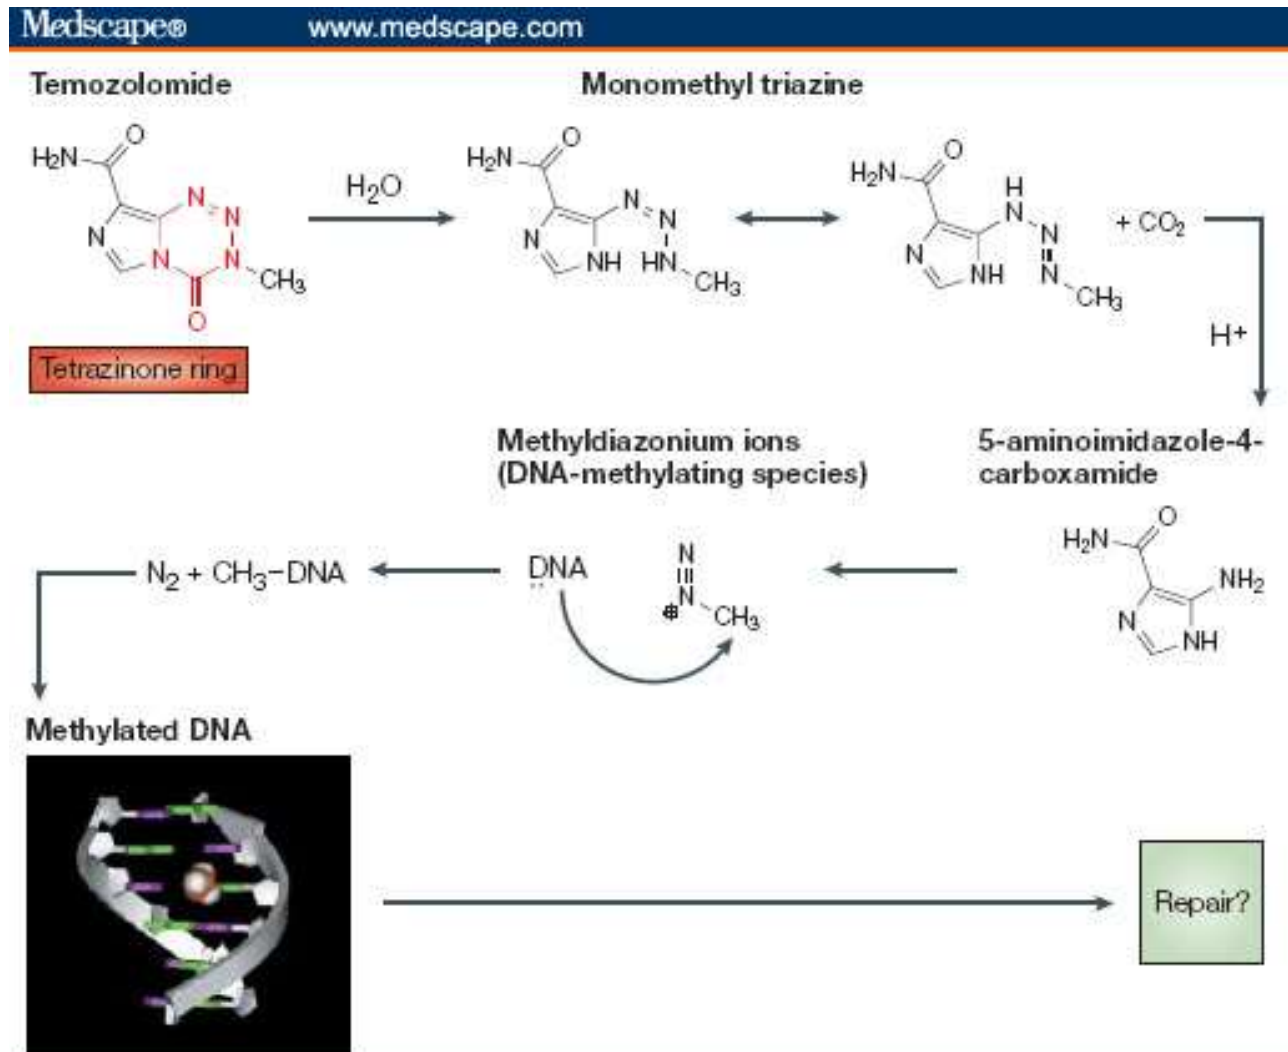 Medscape® www.medscape.com
Temozolomide
Monomethyl triazine
H₂N
O
N
N
N
N
N
N
CH₃
O
H₂O
H₂N
O
N
N
N
NH
HN
CH₃
H₂N
O
H
N
N
N
N
NH
CH₃
+ CO₂
Tetrazinone ring
H+
Methyldiazonium ions
(DNA-methylating species)
5-aminoimidazole-4-
carboxamide
N₂ + CH₃–DNA
DNA
N
N
⊕
CH₃
H₂N
O
NH₂
N
NH
Methylated DNA
Repair?